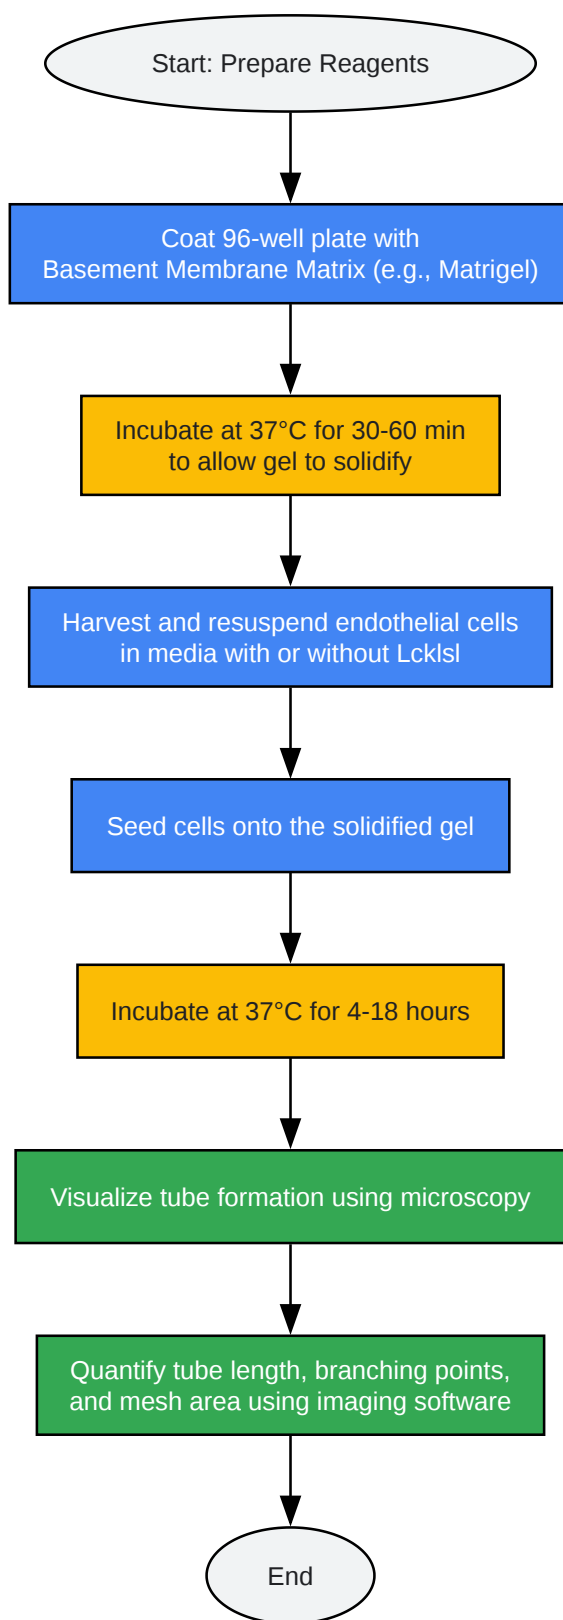 Start: Prepare Reagents
Coat 96-well plate with
Basement Membrane Matrix (e.g., Matrigel)
Incubate at 37°C for 30-60 min
to allow gel to solidify
Harvest and resuspend endothelial cells
in media with or without Lcklsl
Seed cells onto the solidified gel
Incubate at 37°C for 4-18 hours
Visualize tube formation using microscopy
Quantify tube length, branching points,
and mesh area using imaging software
End